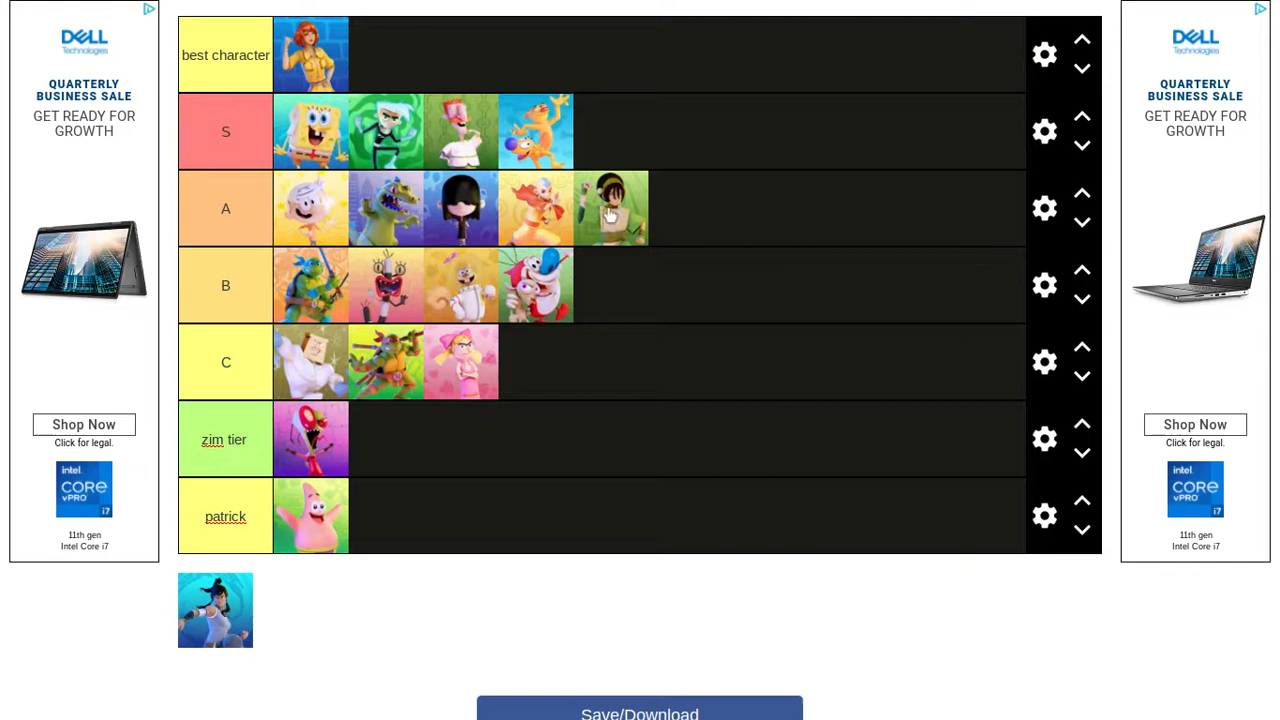 DELL
Technologies
QUARTERLY
BUSINESS SALE
GET READY FOR
GROWTH
Shop Now
Click for legal.
intel
CORE
vPRO
i7
11th gen
Intel Core i7
best character
S
A
B
C
zim tier
patrick
Save/Download
DELL
Technologies
QUARTERLY
BUSINESS SALE
GET READY FOR
GROWTH
Shop Now
Click for legal.
intel
CORE
vPRO
i7
11th gen
Intel Core i7